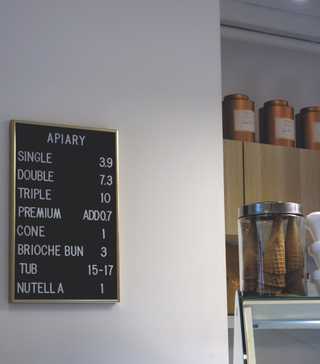 APIARY
SINGLE 3.9
DOUBLE 7.3
TRIPLE 10
PREMIUM ADD0.7
CONE 1
BRIOCHE BUN 3
TUB 15-17
NUTELLA 1